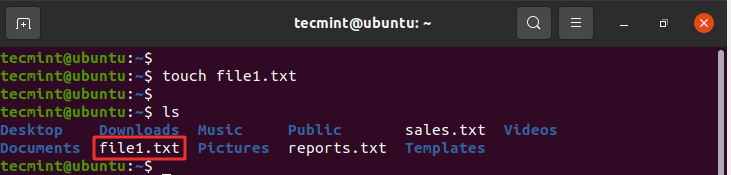 tecmint@ubuntu: ~
tecmint@ubuntu:~$
tecmint@ubuntu:~$ touch file1.txt
tecmint@ubuntu:~$
tecmint@ubuntu:~$ ls
Desktop Downloads Music Public sales.txt Videos
Documents file1.txt Pictures reports.txt Templates
tecmint@ubuntu:~$